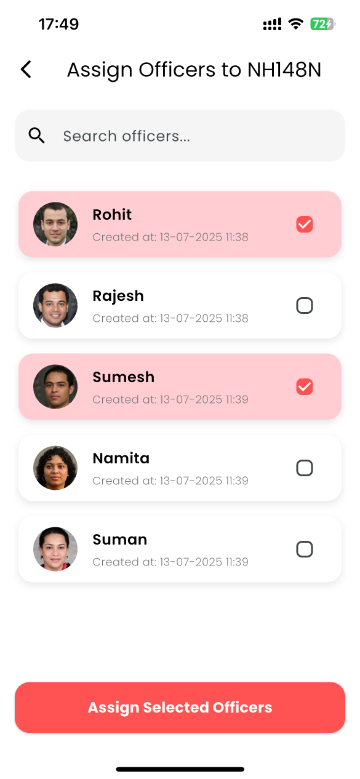 17:49
72
Assign Officers to NH148N
Search officers...
Rohit
Created at: 13-07-2025 11:38
Rajesh
Created at: 13-07-2025 11:38
Sumesh
Created at: 13-07-2025 11:39
Namita
Created at: 13-07-2025 11:39
Suman
Created at: 13-07-2025 11:39
Assign Selected Officers